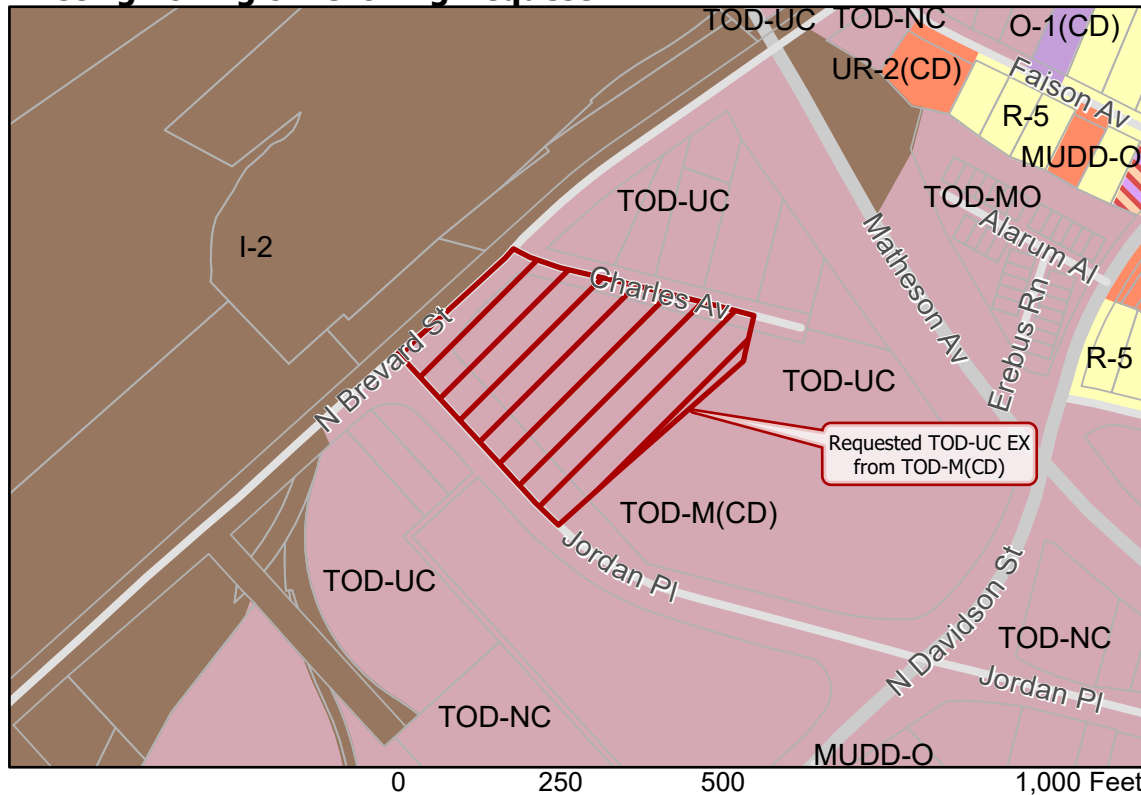 TOD-UC
TOD-NC
O-1(CD)
UR-2(CD)
Faison Av
R-5
MUDD-O
TOD-UC
TOD-MO
Alarum Al
I-2
Matheson Av
Charles Av
Erebus Rn
N Brevard St
TOD-UC
R-5
Requested TOD-UC EX
from TOD-M(CD)
TOD-M(CD)
Jordan Pl
TOD-UC
N Davidson St
TOD-NC
Jordan Pl
TOD-NC
MUDD-O
0 250 500 1,000 Feet